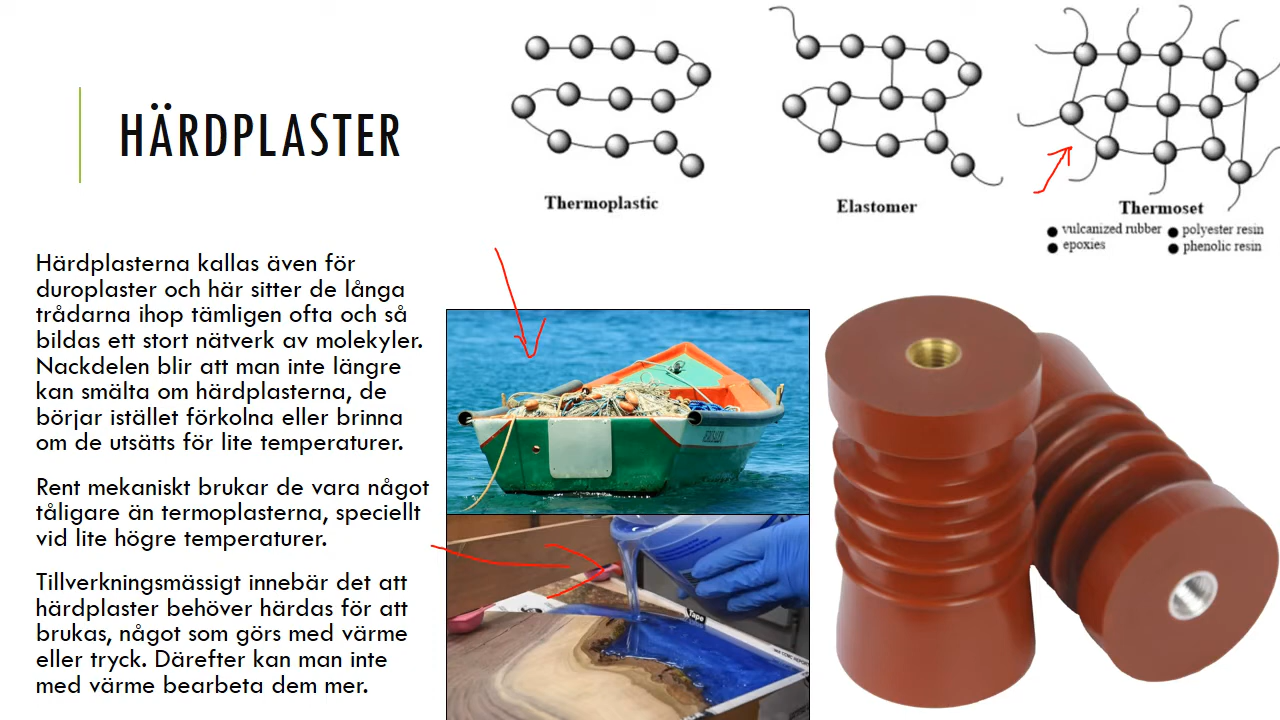 HÄRDPLASTER
Thermoplastic
Elastomer
Thermoset
vulcanized rubber
polyester resin
epoxies
phenolic resin
Härdplasterna kallas även för
duroplaster och här sitter de långa
trådarna ihop tämligen ofta och så
bildas ett stort nätverk av molekyler.
Nackdelen blir att man inte längre
kan smälta om härdplasterna, de
börjar istället förkolna eller brinna
om de utsätts för lite temperaturer.
Rent mekaniskt brukar de vara något
tåligare än termoplasterna, speciellt
vid lite högre temperaturer.
Tillverkningsmässigt innebär det att
härdplaster behöver härdas för att
brukas, något som görs med värme
eller tryck. Därefter kan man inte
med värme bearbeta dem mer.
Tape